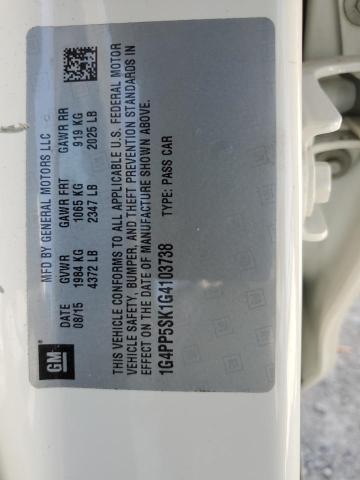 MFD BY GENERAL MOTORS LLC
DATE GVWR GAWR FRT GAWR RR
08/15 1984 KG 1065 KG 919 KG
4372 LB 2347 LB 2025 LB
GM
THIS VEHICLE CONFORMS TO ALL APPLICABLE U.S. FEDERAL MOTOR
VEHICLE SAFETY, BUMPER, AND THEFT PREVENTION STANDARDS IN
EFFECT ON THE DATE OF MANUFACTURE SHOWN ABOVE.
1G4PP5SK1G4103738 TYPE: PASS CAR